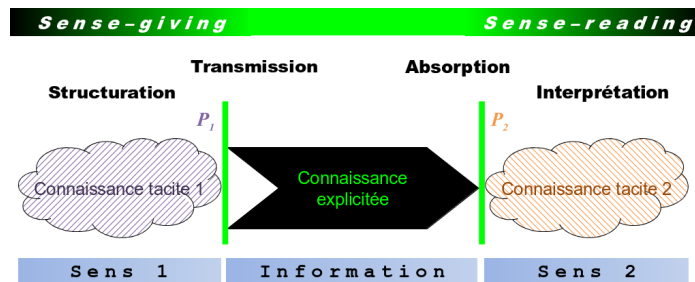 Sense-giving Sense-reading
Transmission Absorption
Structuration Interprétation
P1 P2
Connaissance tacite 1 Connaissance explicitée Connaissance tacite 2
Sens 1 Information Sens 2